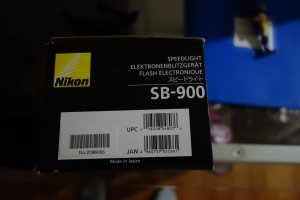 SPEEDLIGHT
ELEKTRONENBLITZGERÄT
FLASH ÉLECTRONIQUE
スピードライト
Nikon
SB-900
UPC
JAN
Made in Japan